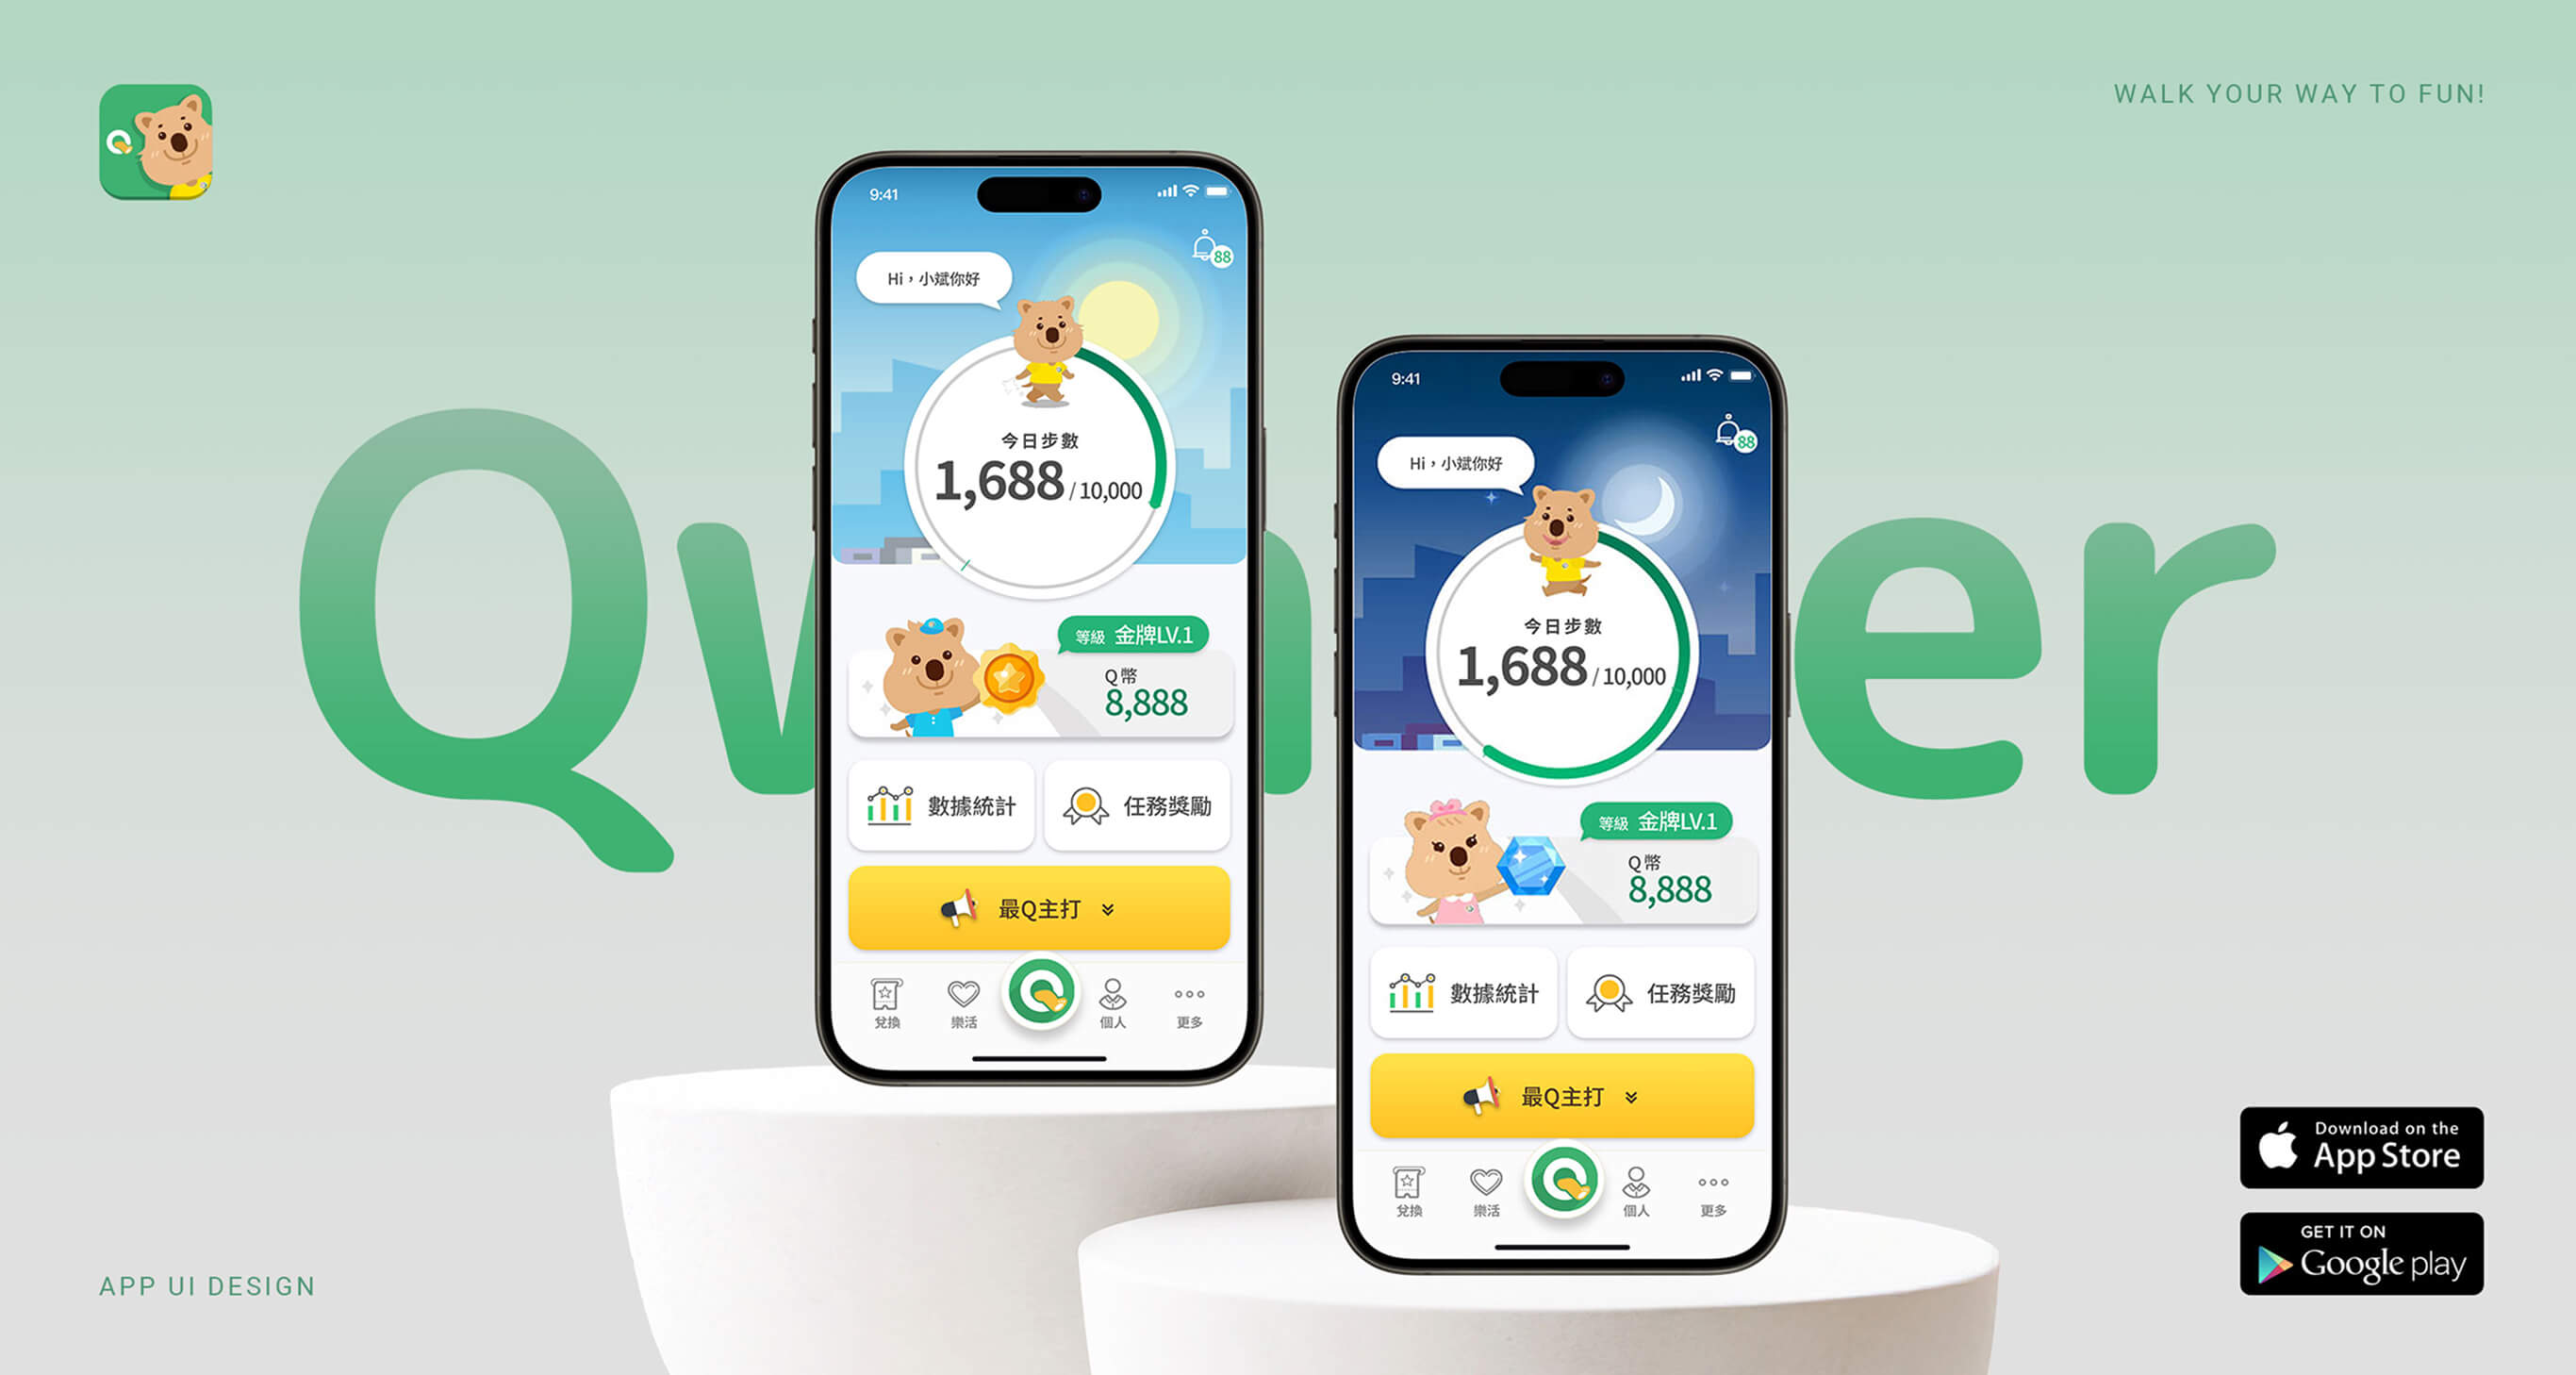 WALK YOUR WAY TO FUN!
9:41
88
Hi，小斌你好
今日步數
1,688 / 10,000
等級 金牌LV.1
Q幣
8,888
數據統計
任務獎勵
最Q主打
兌換
樂活
個人
更多
9:41
88
Hi，小斌你好
今日步數
1,688 / 10,000
等級 金牌LV.1
Q幣
8,888
數據統計
任務獎勵
最Q主打
兌換
樂活
個人
更多
APP UI DESIGN
Download on the
App Store
GET IT ON
Google play